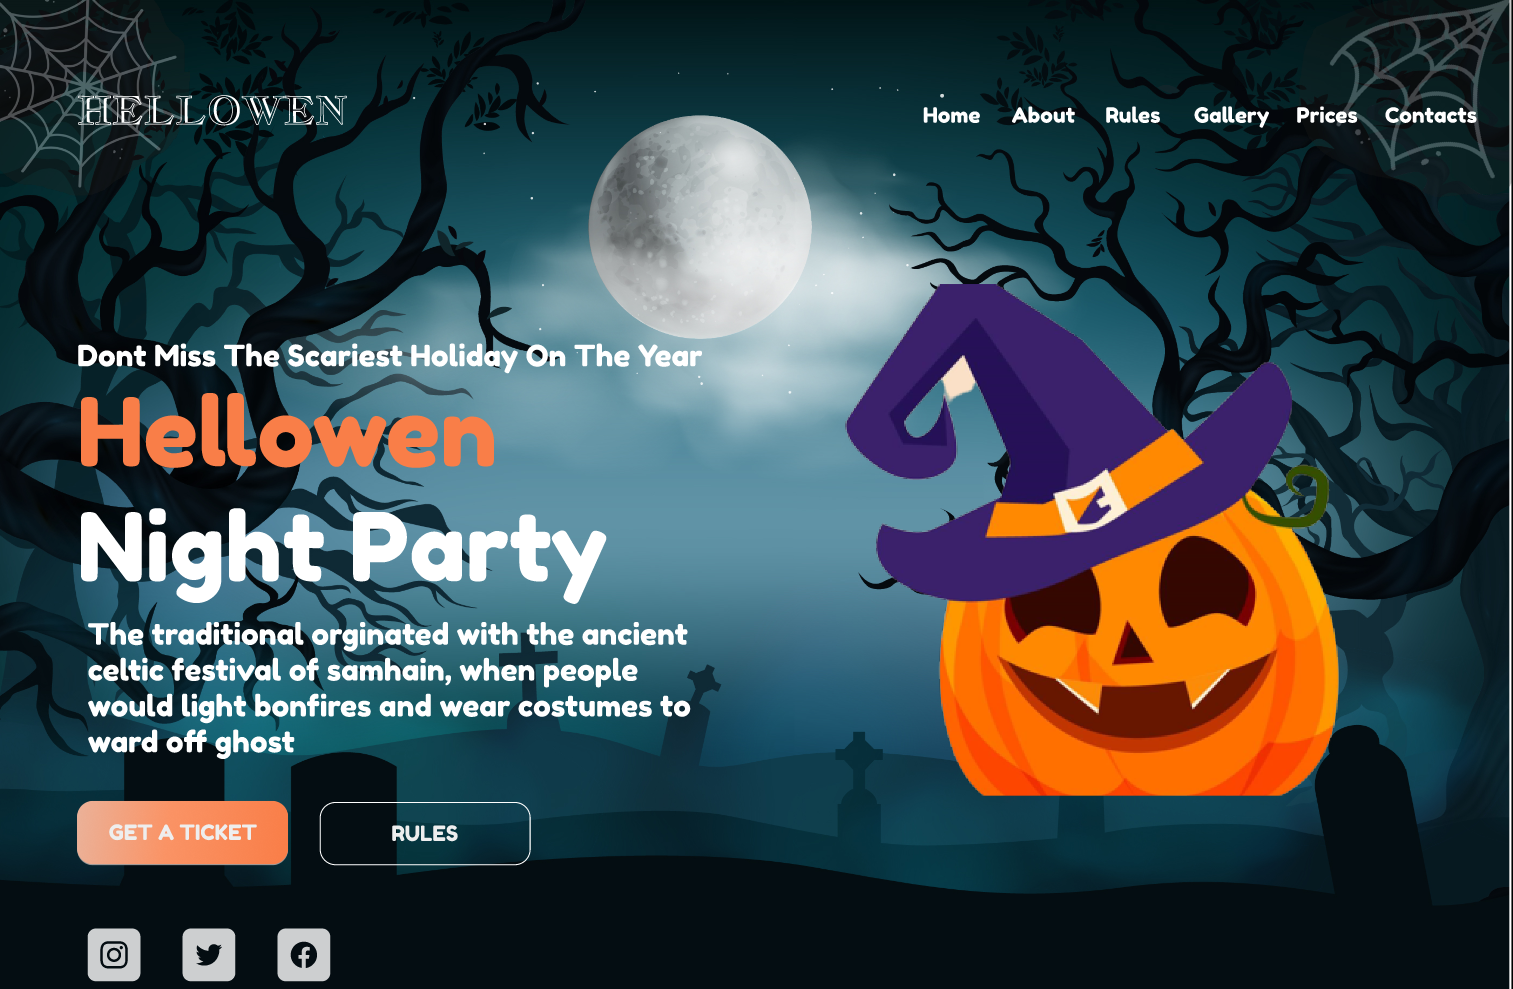 HELLOWEN
Home About Rules Gallery Prices Contacts
Dont Miss The Scariest Holiday On The Year
Hellowen
Night Party
The traditional orginated with the ancient
celtic festival of samhain, when people
would light bonfires and wear costumes to
ward off ghost
GET A TICKET
RULES